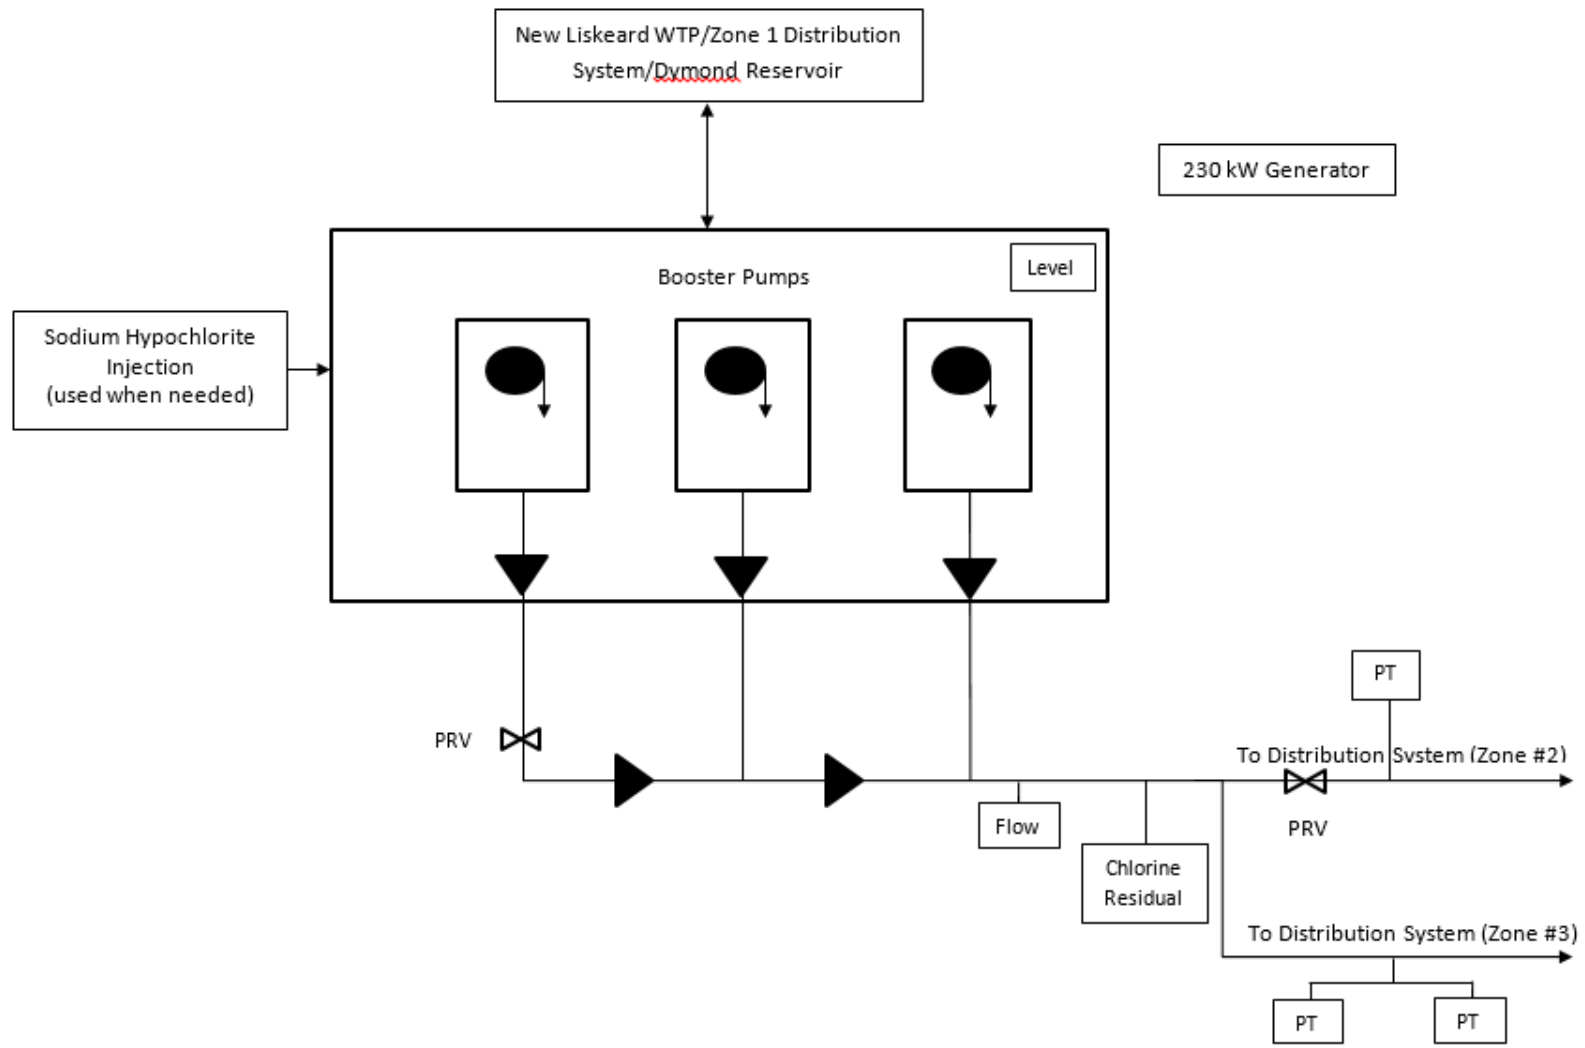 New Liskeard WTP/Zone 1 Distribution
System/Dymond Reservoir
230 kW Generator
Level
Booster Pumps
Sodium Hypochlorite
Injection
(used when needed)
PT
PRV
To Distribution System (Zone #2)
Flow
PRV
Chlorine
Residual
To Distribution System (Zone #3)
PT
PT